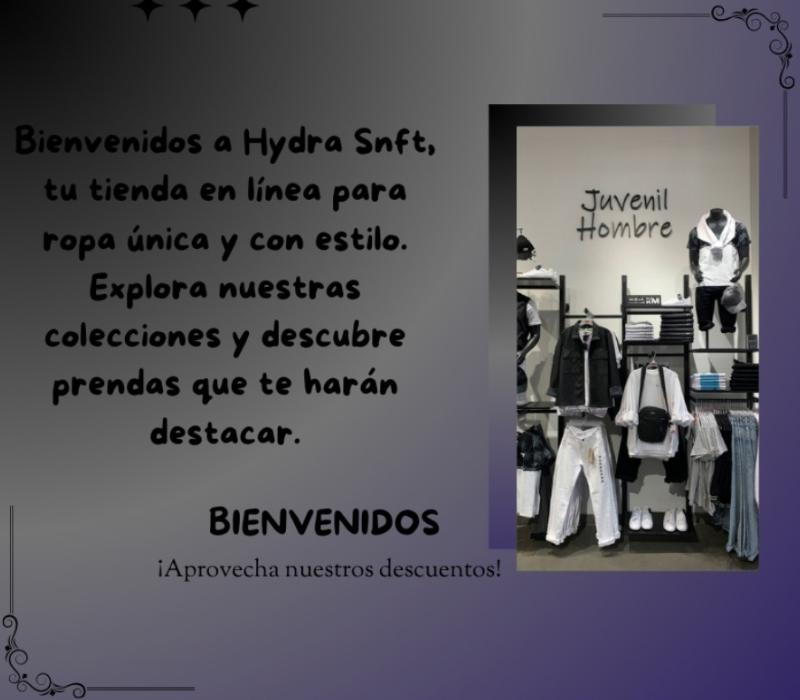 Bienvenidos a Hydra Snft,
tu tienda en línea para
ropa única y con estilo.
Explora nuestras
colecciones y descubre
prendas que te harán
destacar.
Juvenil
Hombre
BIENVENIDOS
¡Aprovecha nuestros descuentos!